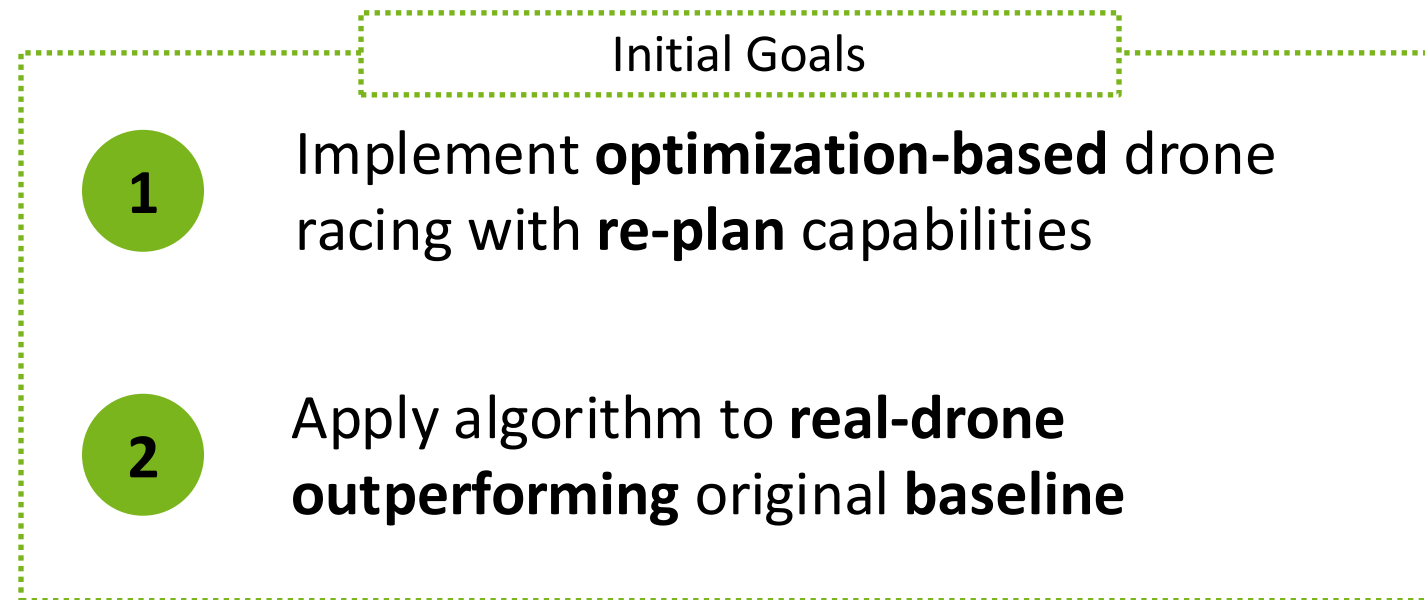 Initial Goals
1
Implement optimization-based drone
racing with re-plan capabilities
2
Apply algorithm to real-drone
outperforming original baseline